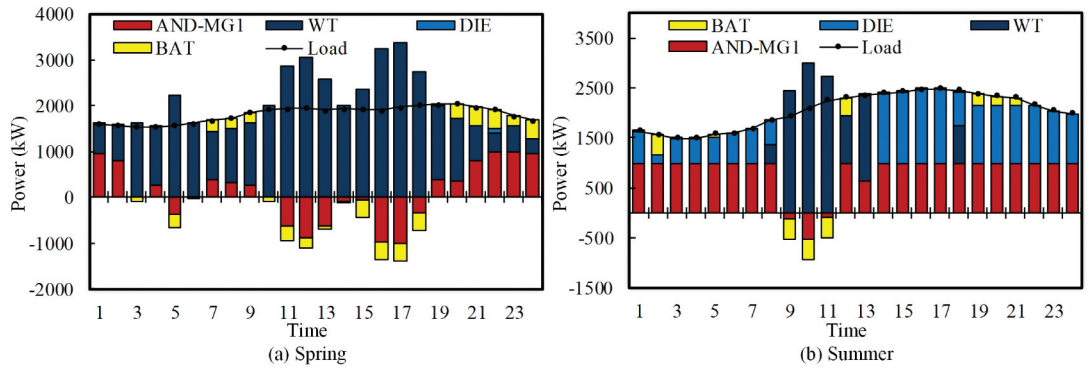 AND-MG1 WT DIE
BAT Load
Power (kW)
4000
3000
2000
1000
0
-1000
-2000
1 3 5 7 9 11 13 15 17 19 21 23
Time
(a) Spring
BAT DIE WT
AND-MG1 Load
Power (kW)
3500
2500
1500
500
-500
-1500
1 3 5 7 9 11 13 15 17 19 21 23
Time
(b) Summer